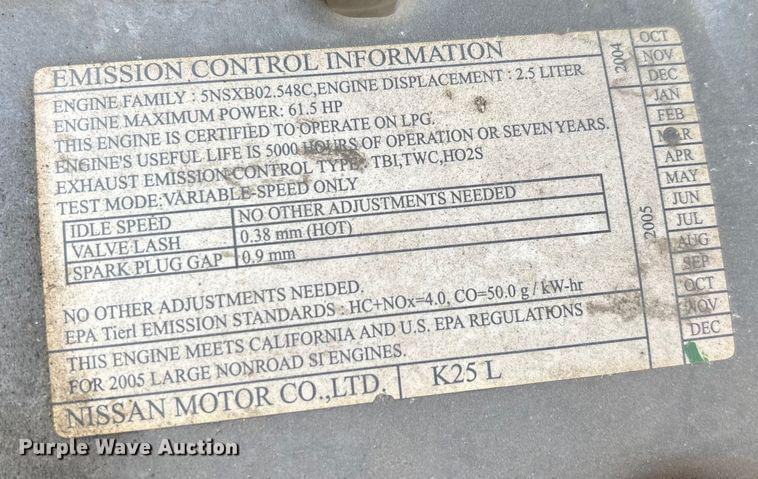 EMISSION CONTROL INFORMATION
ENGINE FAMILY : 5NSXB02.548C,ENGINE DISPLACEMENT : 2.5 LITER
ENGINE MAXIMUM POWER: 61.5 HP
THIS ENGINE IS CERTIFIED TO OPERATE ON LPG.
ENGINE'S USEFUL LIFE IS 5000 HOURS OF OPERATION OR SEVEN YEARS.
EXHAUST EMISSION CONTROL TYPE: TBI,TWC,HO2S
TEST MODE:VARIABLE-SPEED ONLY
IDLE SPEED NO OTHER ADJUSTMENTS NEEDED
VALVE LASH 0.38 mm (HOT)
SPARK PLUG GAP 0.9 mm
NO OTHER ADJUSTMENTS NEEDED.
EPA Tier1 EMISSION STANDARDS : HC+NOx=4.0, CO=50.0 g / kW-hr
THIS ENGINE MEETS CALIFORNIA AND U.S. EPA REGULATIONS
FOR 2005 LARGE NONROAD SI ENGINES.
NISSAN MOTOR CO.,LTD. K25 L
2004
OCT
NOV
DEC
2005
JAN
FEB
MAR
APR
MAY
JUN
JUL
AUG
SEP
OCT
NOV
DEC
Purple Wave Auction